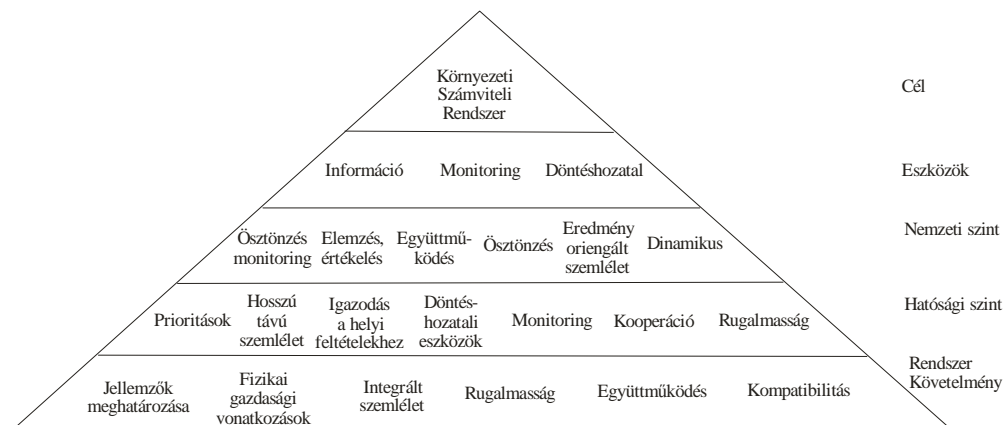 Környezeti
Számviteli
Rendszer
Cél
Információ Monitoring Döntéshozatal
Eszközök
Ösztönzés
monitoring
Elemzés,
értékelés
Együttmű-
ködés
Ösztönzés
Eredmény
oriengált
szemlélet
Dinamikus
Nemzeti szint
Prioritások
Hosszú
távú
szemlélet
Igazodás
a helyi
feltételekhez
Döntés-
hozatali
eszközök
Monitoring
Kooperáció
Rugalmasság
Hatósági szint
Jellemzők
meghatározása
Fizikai
gazdasági
vonatkozások
Integrált
szemlélet
Rugalmasság
Együttműködés
Kompatibilitás
Rendszer
Követelmény